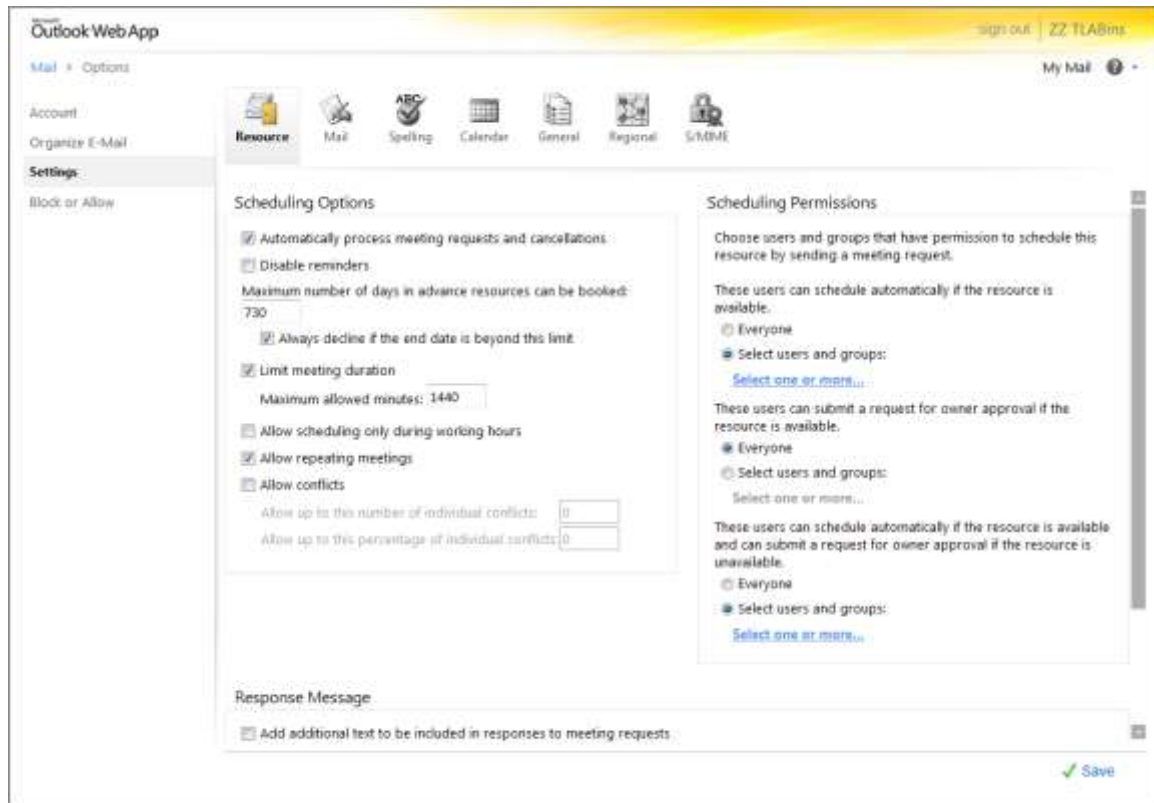 Microsoft
Outlook Web App
sign out | ZZ TLABins
Mail › Options
My Mail
Account
Organize E-Mail
Settings
Block or Allow
Resource
Mail
ABC
Spelling
Calendar
General
Regional
S/MIME
Scheduling Options
Automatically process meeting requests and cancellations
Disable reminders
Maximum number of days in advance resources can be booked:
730
Always decline if the end date is beyond this limit
Limit meeting duration
Maximum allowed minutes: 1440
Allow scheduling only during working hours
Allow repeating meetings
Allow conflicts
Allow up to this number of individual conflicts: 0
Allow up to this percentage of individual conflicts: 0
Scheduling Permissions
Choose users and groups that have permission to schedule this
resource by sending a meeting request.
These users can schedule automatically if the resource is
available.
Everyone
Select users and groups:
Select one or more...
These users can submit a request for owner approval if the
resource is available.
Everyone
Select users and groups:
Select one or more...
These users can schedule automatically if the resource is available
and can submit a request for owner approval if the resource is
unavailable.
Everyone
Select users and groups:
Select one or more...
Response Message
Add additional text to be included in responses to meeting requests
Save